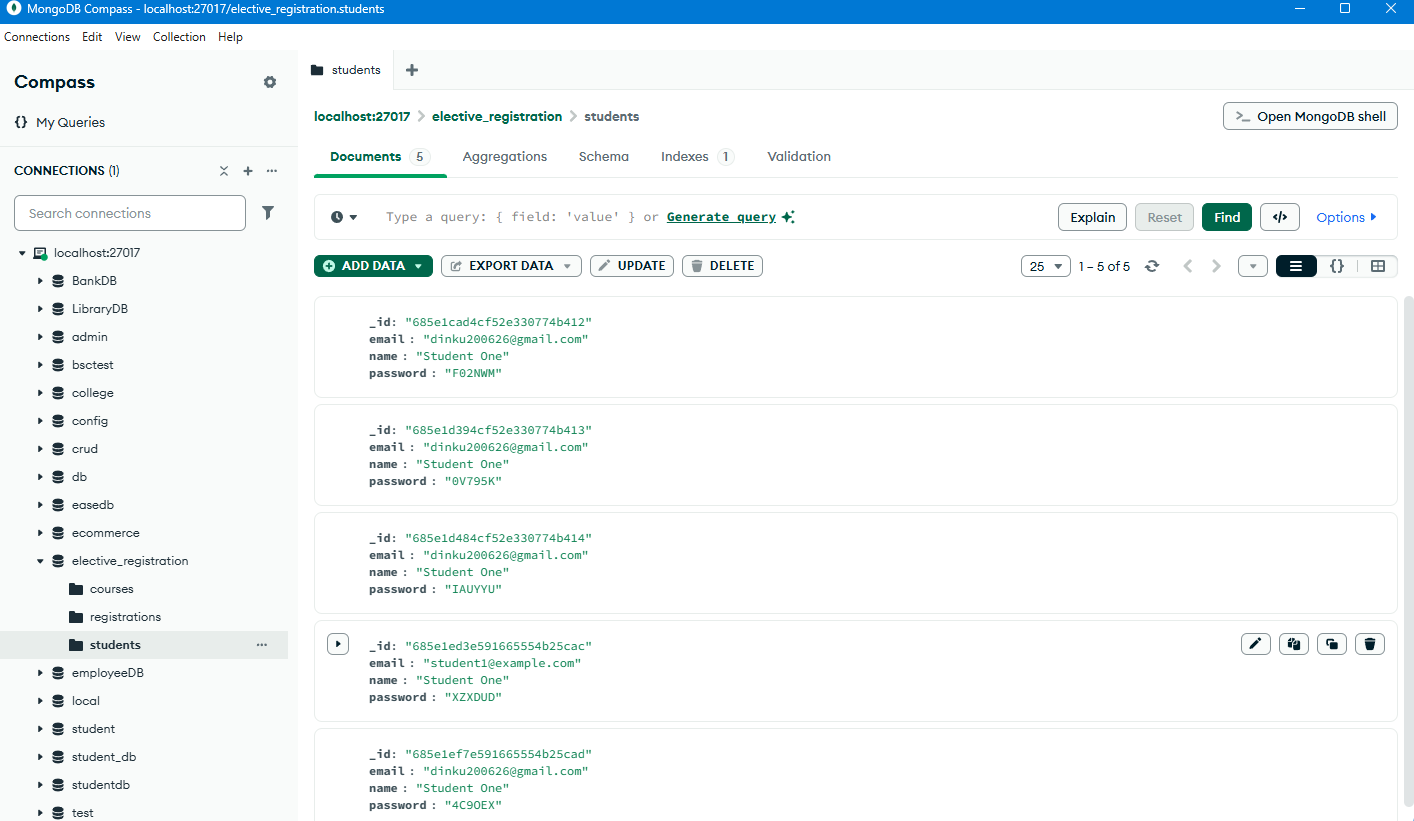 MongoDB Compass - localhost:27017/elective_registration.students
Connections Edit View Collection Help
Compass
{} My Queries
CONNECTIONS (1)
Search connections
localhost:27017
BankDB
LibraryDB
admin
bsctest
college
config
crud
db
easedb
ecommerce
elective_registration
courses
registrations
students
employeeDB
local
student
student_db
studentdb
test
students
localhost:27017 > elective_registration > students
>_ Open MongoDB shell
Documents 5 Aggregations Schema Indexes 1 Validation
Type a query: { field: 'value' } or Generate query
Explain Reset Find </> Options
ADD DATA EXPORT DATA UPDATE DELETE
25 1 – 5 of 5 {}
_id: "685e1cad4cf52e330774b412"
email : "dinku200626@gmail.com"
name : "Student One"
password : "F02NWM"
_id: "685e1d394cf52e330774b413"
email : "dinku200626@gmail.com"
name : "Student One"
password : "0V795K"
_id: "685e1d484cf52e330774b414"
email : "dinku200626@gmail.com"
name : "Student One"
password : "IAUYYU"
_id: "685e1ed3e591665554b25cac"
email : "student1@example.com"
name : "Student One"
password : "XZXDUD"
_id: "685e1ef7e591665554b25cad"
email : "dinku200626@gmail.com"
name : "Student One"
password : "4C9OEX"